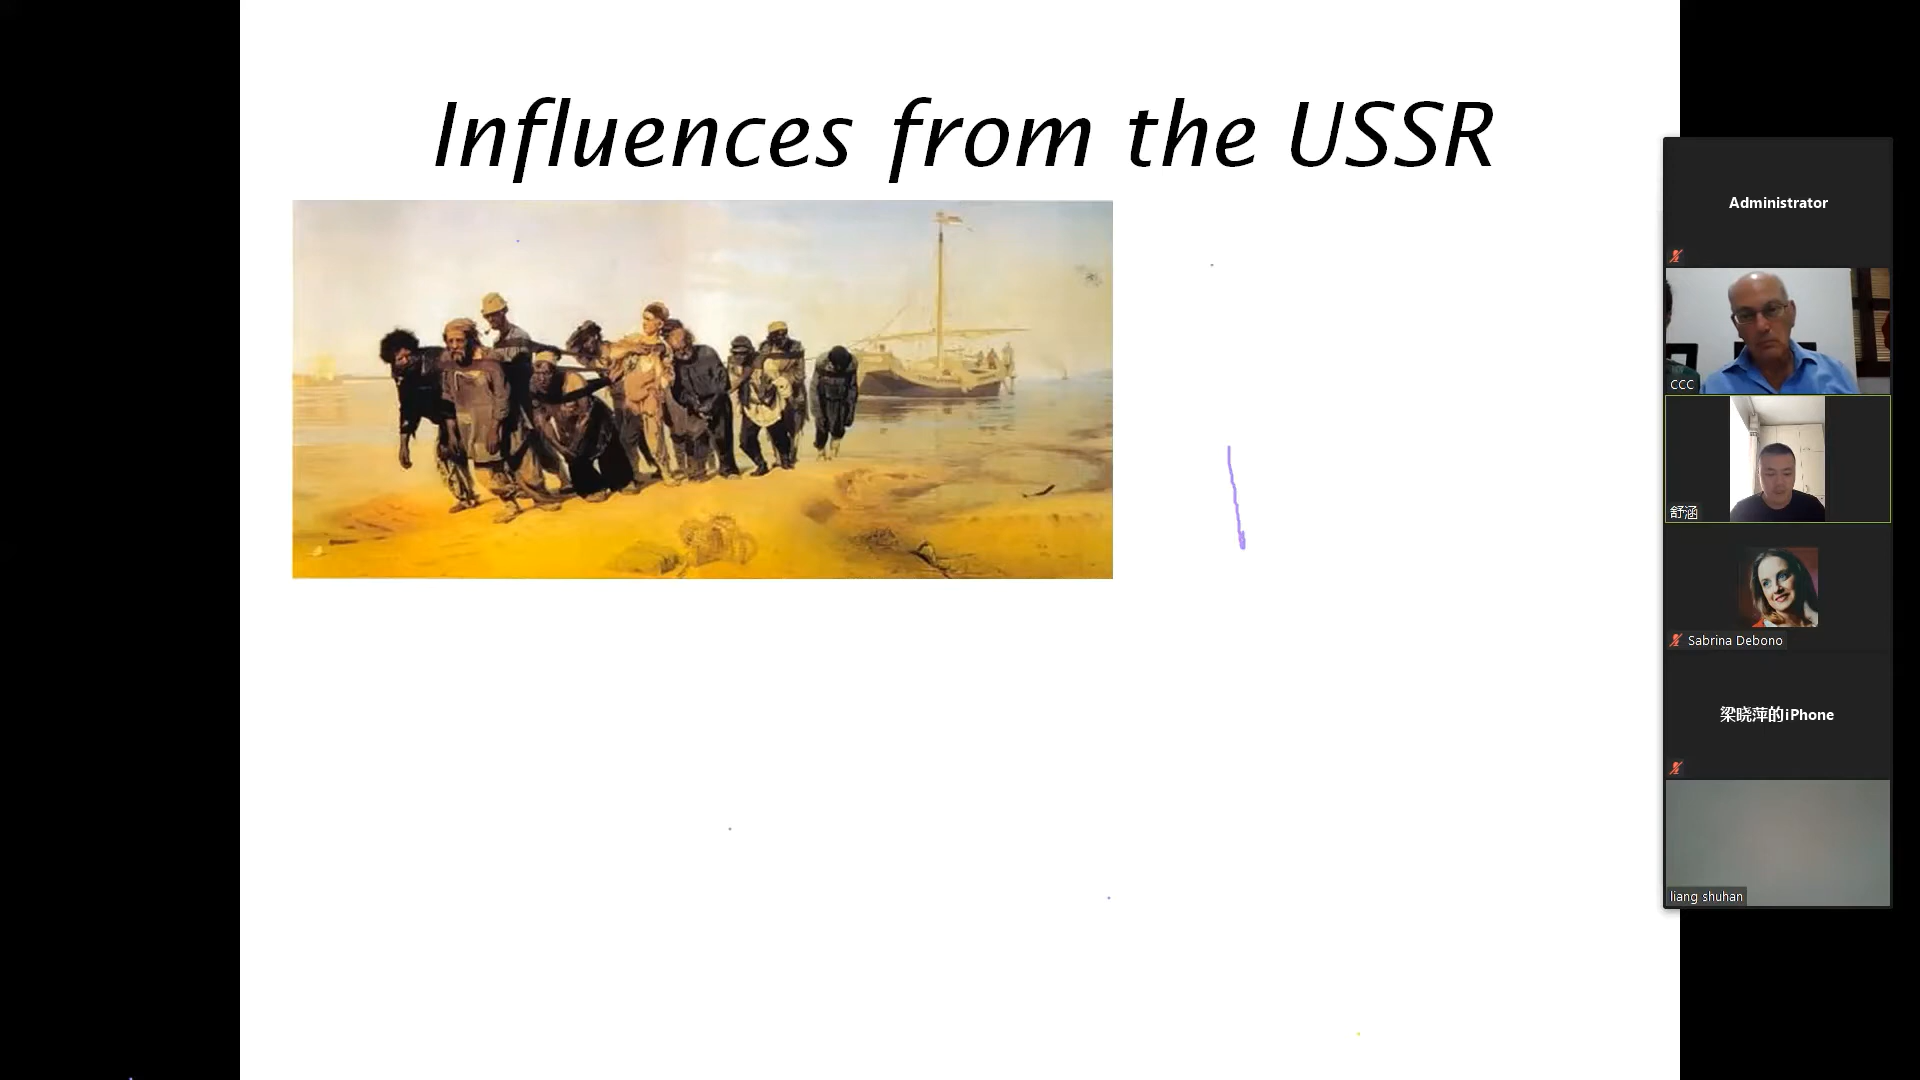 Influences from the USSR
Administrator
CCC
舒涵
Sabrina Debono
梁晓萍的iPhone
liang shuhan